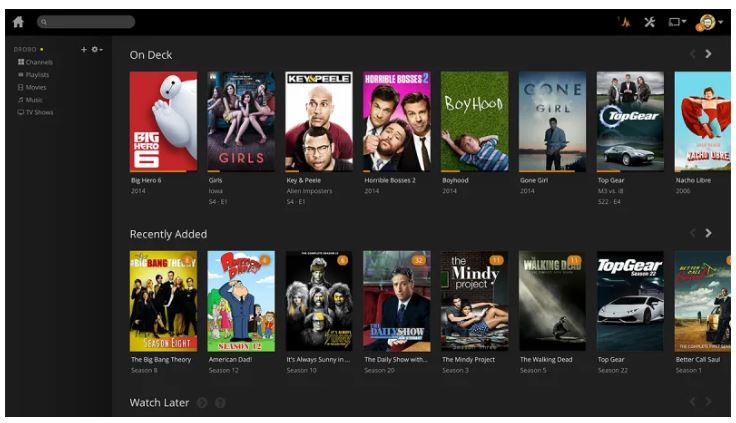 DROBO
Channels
Playlists
Movies
Music
TV Shows
On Deck
BIG
HERO
6
GIRLS
KEY&PEELE
HORRIBLE BOSSES 2
BOYHOOD
GONE
GIRL
TopGear
NACHO LIBRE
Big Hero 6
2014
Girls
Iowa
S4 · E1
Key & Peele
Alien Imposters
S4 · E1
Horrible Bosses 2
2014
Boyhood
2014
Gone Girl
2014
Top Gear
M3 vs. i8
S22 · E4
Nacho Libre
2006
Recently Added
BIG BANG THEORY
SEASON EIGHT
AMERICAN
DAD!
SEASON 12
6
32
THE
DAILY SHOW
11
the
Mindy
project
11
WALKING DEAD
TopGear
Season 22
BETTER CALL
The Big Bang Theory
Season 8
American Dad!
Season 12
It's Always Sunny in ...
Season 10
The Daily Show with...
Season 20
The Mindy Project
Season 3
The Walking Dead
Season 5
Top Gear
Season 22
Better Call Saul
Season 1
Watch Later